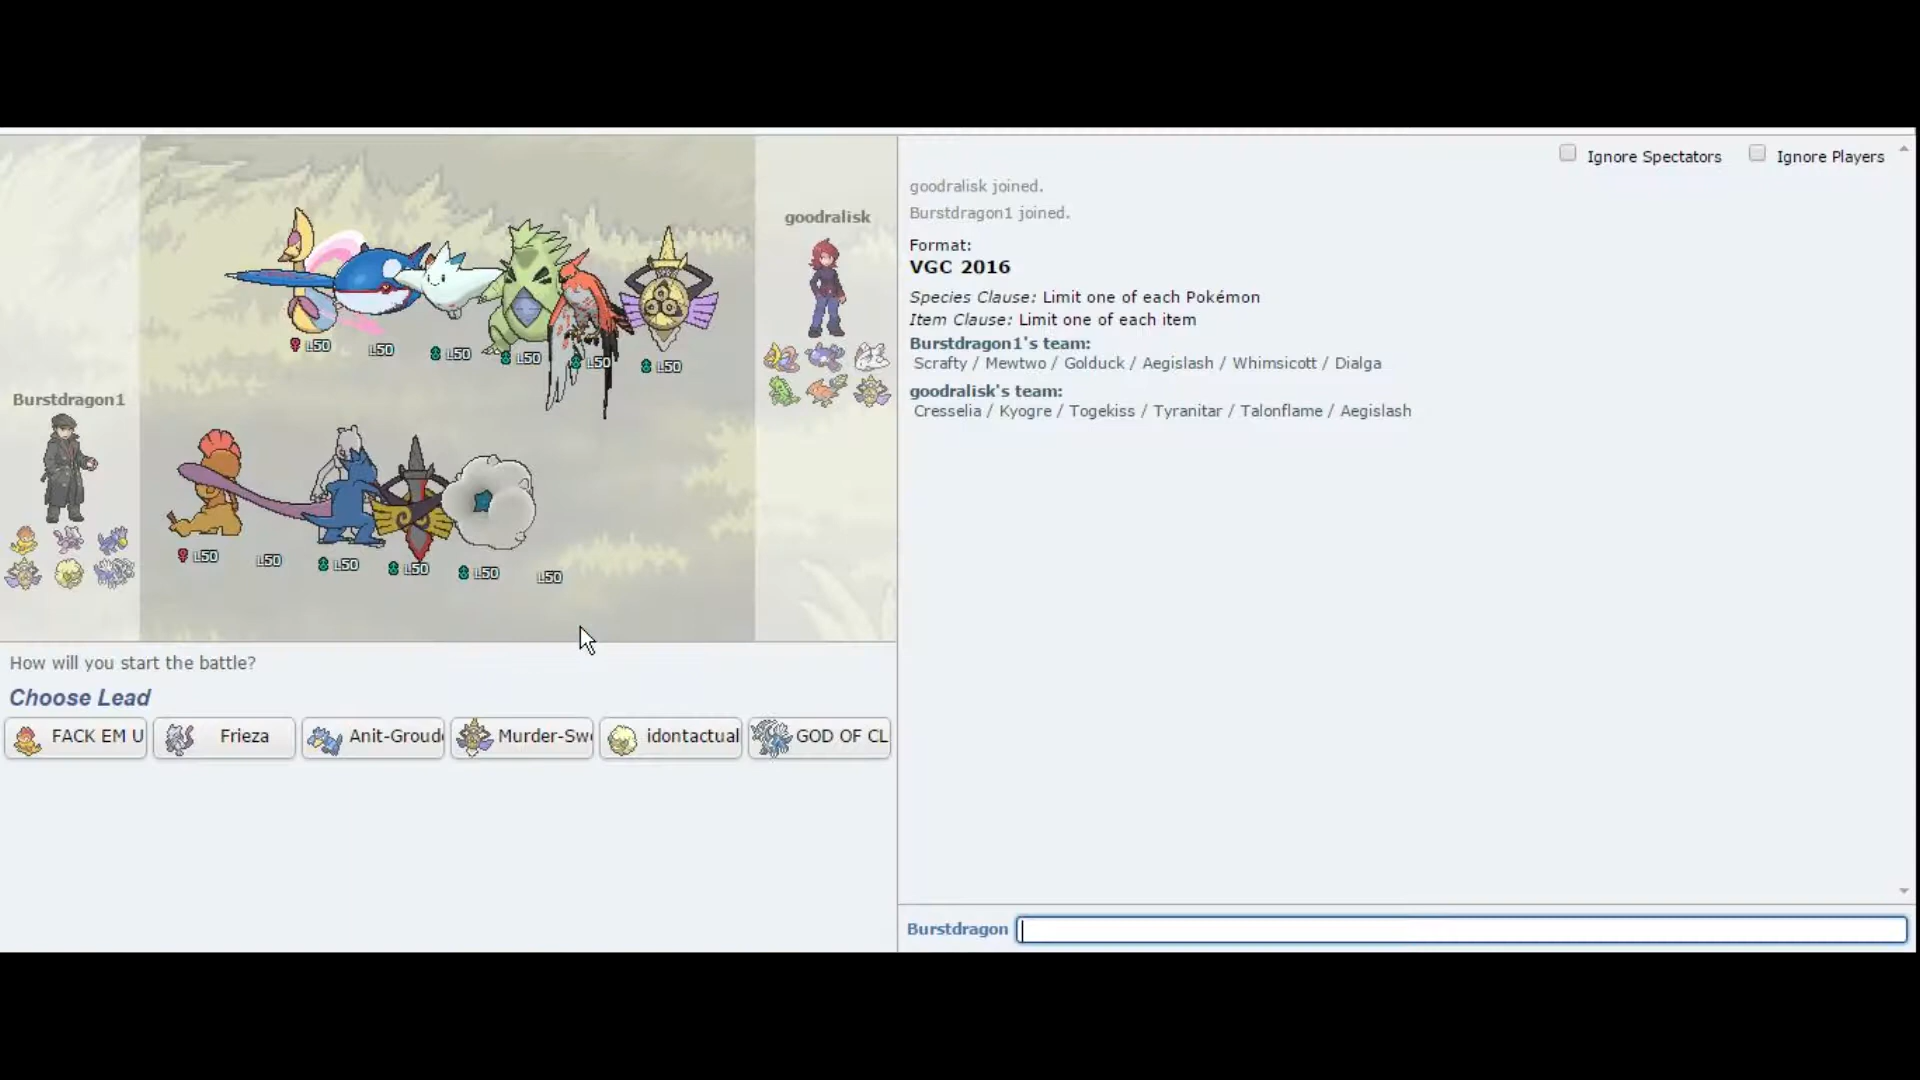 Ignore Spectators
Ignore Players
goodralisk joined.
Burstdragon1 joined.
Format:
VGC 2016
Species Clause: Limit one of each Pokémon
Item Clause: Limit one of each item
Burstdragon1's team:
Scrafty / Mewtwo / Golduck / Aegislash / Whimsicott / Dialga
goodralisk's team:
Cresselia / Kyogre / Togekiss / Tyranitar / Talonflame / Aegislash
goodralisk
L50
L50
L50
L50
L50
L50
Burstdragon1
L50
L50
L50
L50
L50
L50
How will you start the battle?
Choose Lead
FACK EM U
Frieza
Anit-Groud
Murder-Swo
idontactual
GOD OF CL
Burstdragon